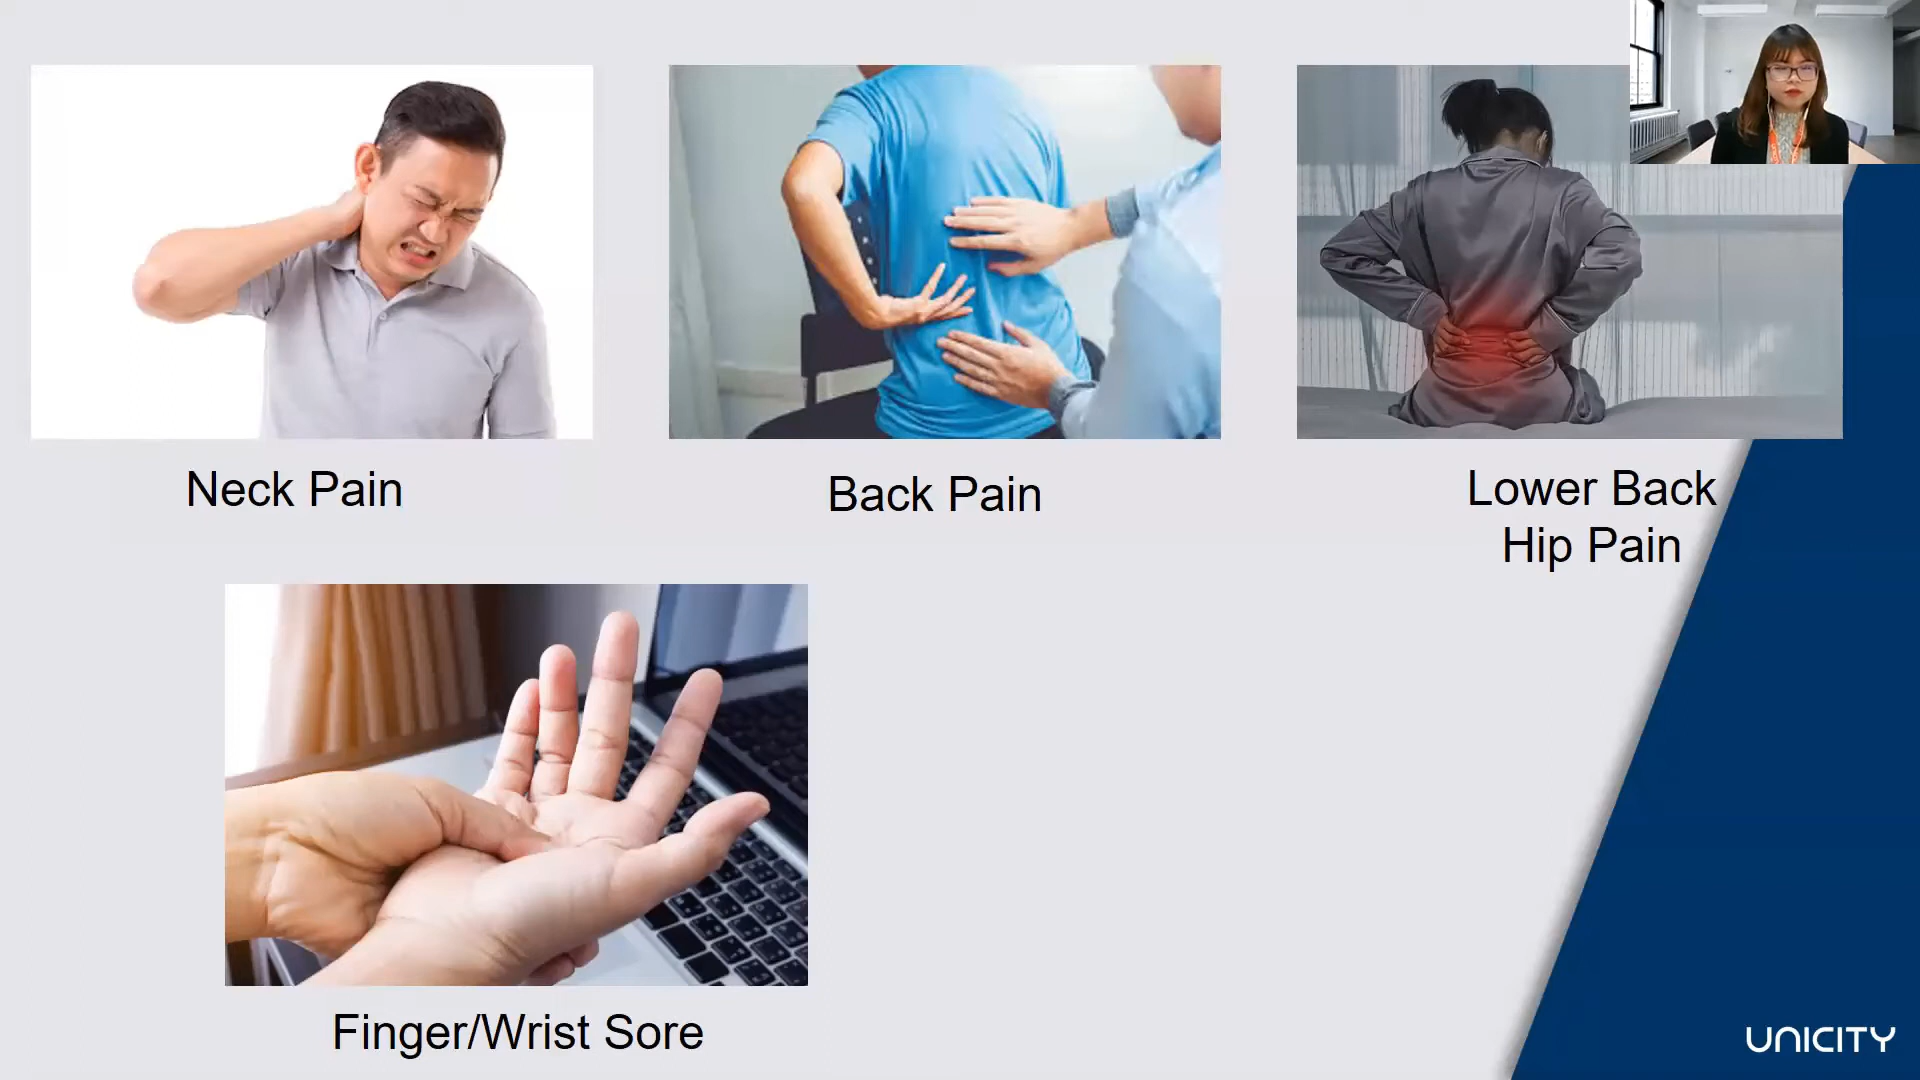 Neck Pain
Back Pain
Lower Back
Hip Pain
Finger/Wrist Sore
UNICITY